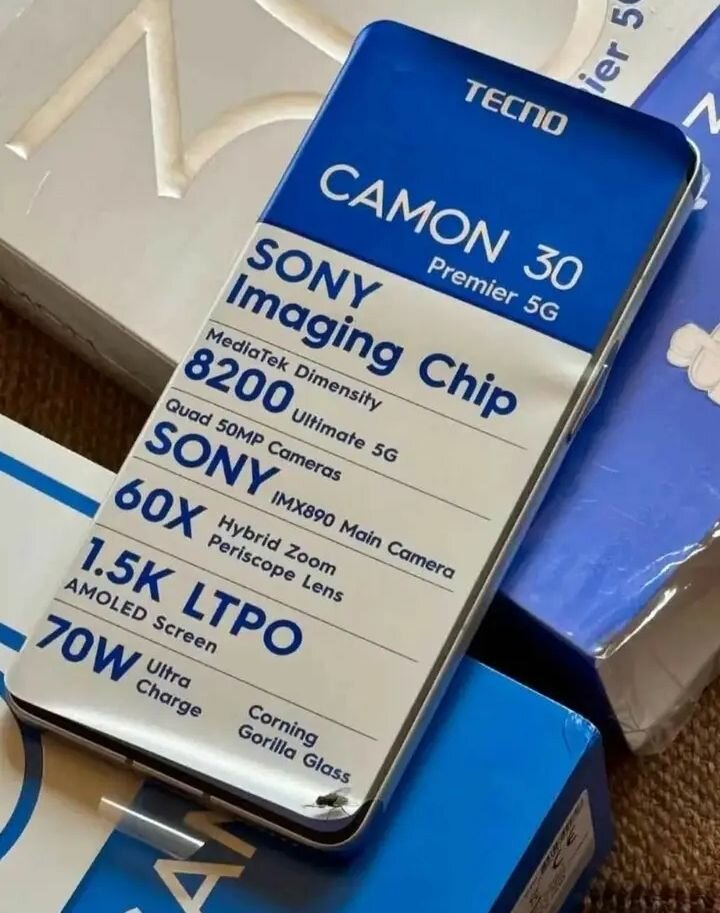 TECNO
CAMON 30
Premier 5G
SONY
Imaging Chip
MediaTek Dimensity
8200 Ultimate 5G
Quad 50MP Cameras
SONY IMX890 Main Camera
60X Hybrid Zoom
Periscope Lens
1.5K LTPO
AMOLED Screen
70W Ultra
Charge
Corning
Gorilla Glass